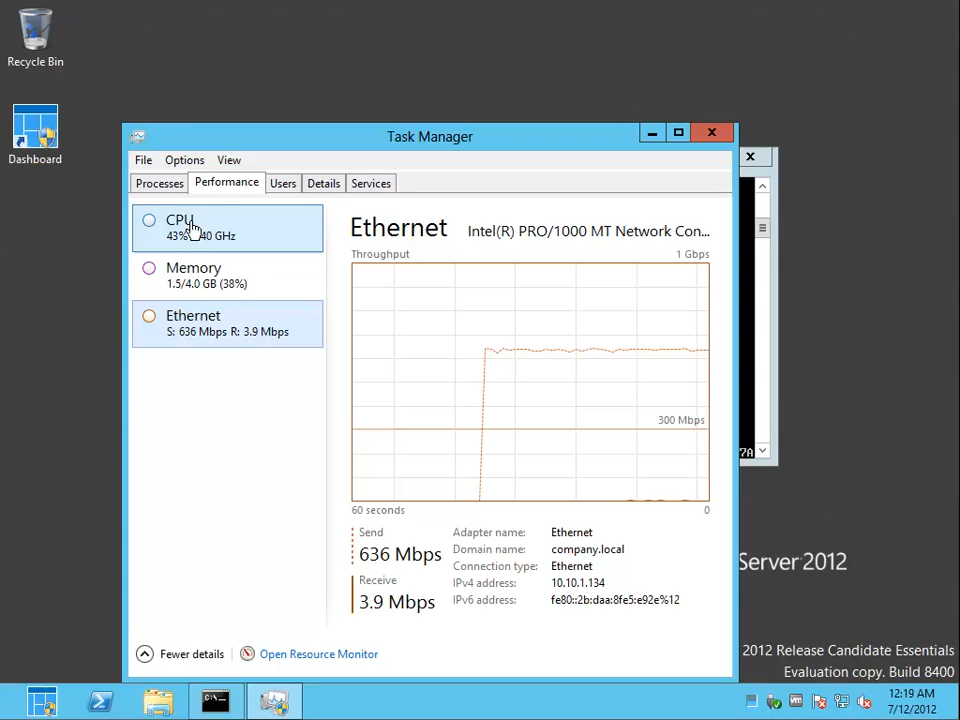 Recycle Bin
Dashboard
Task Manager
File Options View
Processes Performance Users Details Services
CPU
43% 40 GHz
Memory
1.5/4.0 GB (38%)
Ethernet
S: 636 Mbps R: 3.9 Mbps
Ethernet Intel(R) PRO/1000 MT Network Con...
Throughput 1 Gbps
300 Mbps
60 seconds 0
Send
636 Mbps
Receive
3.9 Mbps
Adapter name: Ethernet
Domain name: company.local
Connection type: Ethernet
IPv4 address: 10.10.1.134
IPv6 address: fe80::2b:daa:8fe5:e92e%12
Fewer details Open Resource Monitor
7A
Server 2012
2012 Release Candidate Essentials
Evaluation copy. Build 8400
C:\
vm
12:19 AM
7/12/2012